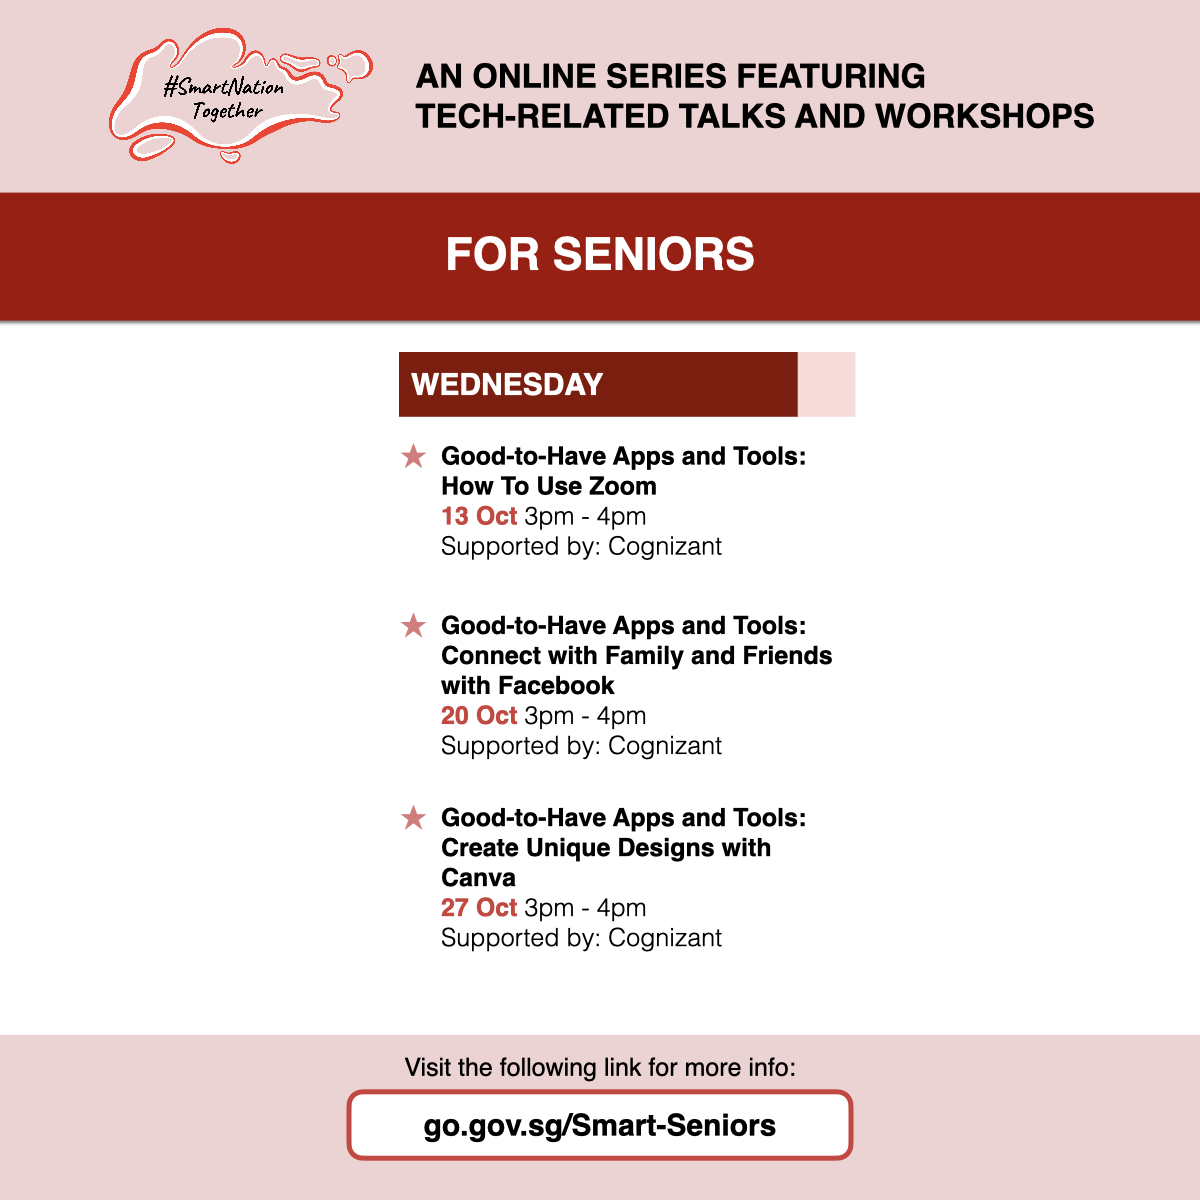 #SmartNation
Together
AN ONLINE SERIES FEATURING
TECH-RELATED TALKS AND WORKSHOPS
FOR SENIORS
WEDNESDAY
Good-to-Have Apps and Tools:
How To Use Zoom
13 Oct 3pm - 4pm
Supported by: Cognizant
Good-to-Have Apps and Tools:
Connect with Family and Friends
with Facebook
20 Oct 3pm - 4pm
Supported by: Cognizant
Good-to-Have Apps and Tools:
Create Unique Designs with
Canva
27 Oct 3pm - 4pm
Supported by: Cognizant
Visit the following link for more info:
go.gov.sg/Smart-Seniors